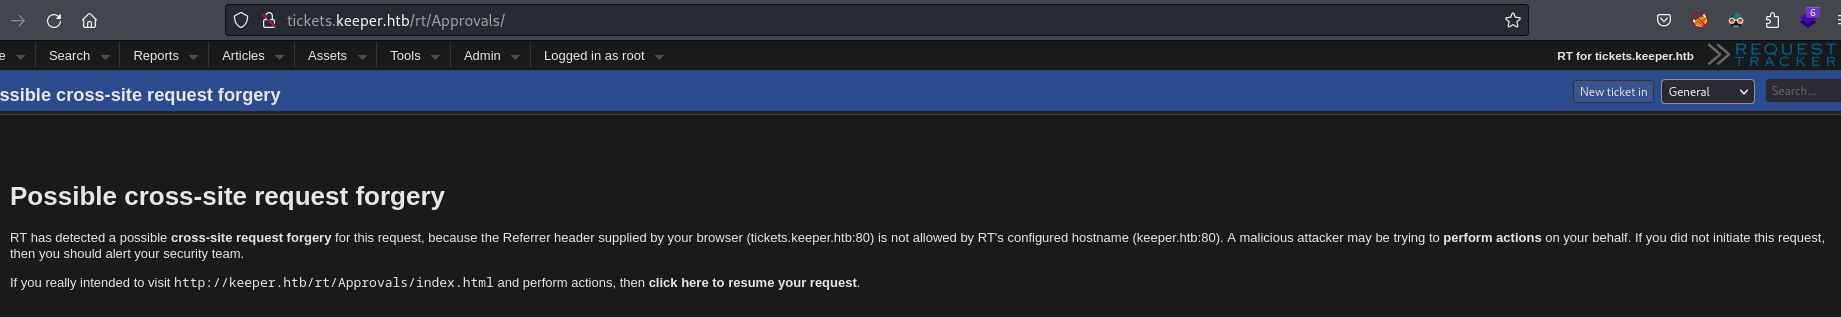 tickets.keeper.htb/rt/Approvals/
6
e Search Reports Articles Assets Tools Admin Logged in as root RT for tickets.keeper.htb REQUEST TRACKER
ssible cross-site request forgery New ticket in General Search...
Possible cross-site request forgery
RT has detected a possible cross-site request forgery for this request, because the Referrer header supplied by your browser (tickets.keeper.htb:80) is not allowed by RT's configured hostname (keeper.htb:80). A malicious attacker may be trying to perform actions on your behalf. If you did not initiate this request,
then you should alert your security team.
If you really intended to visit http://keeper.htb/rt/Approvals/index.html and perform actions, then click here to resume your request.